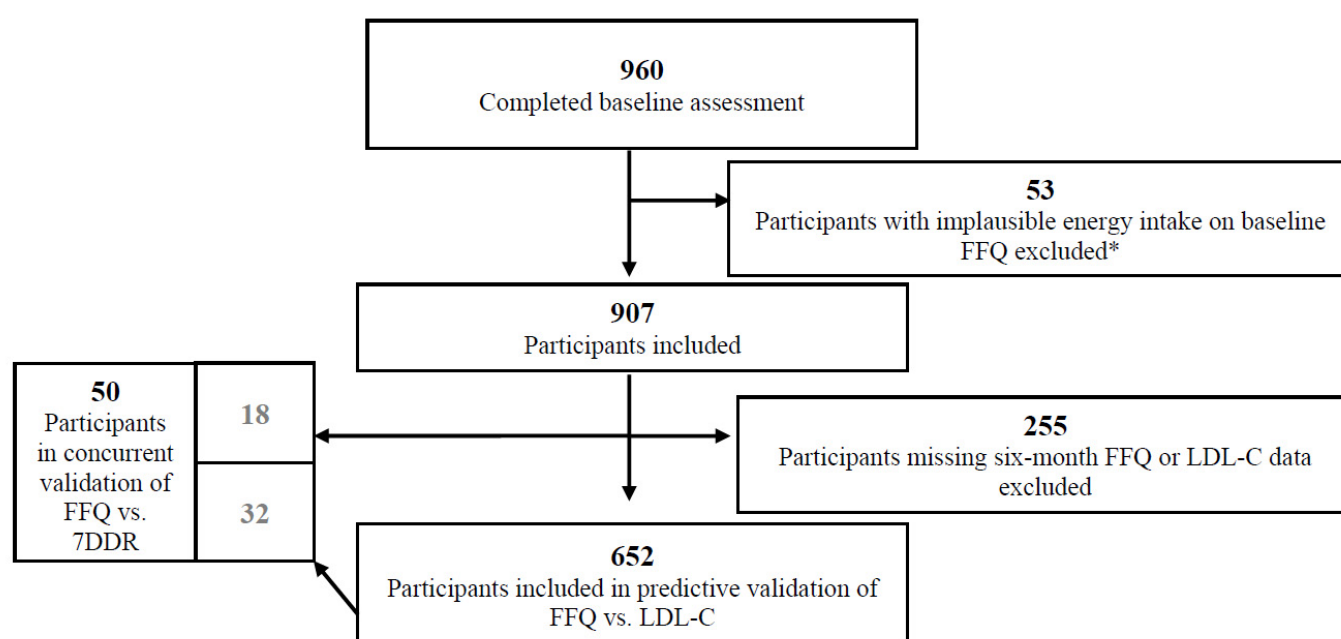 960
Completed baseline assessment
53
Participants with implausible energy intake on baseline
FFQ excluded*
907
Participants included
50
Participants
in concurrent
validation of
FFQ vs.
7DDR
18
32
255
Participants missing six-month FFQ or LDL-C data
excluded
652
Participants included in predictive validation of
FFQ vs. LDL-C